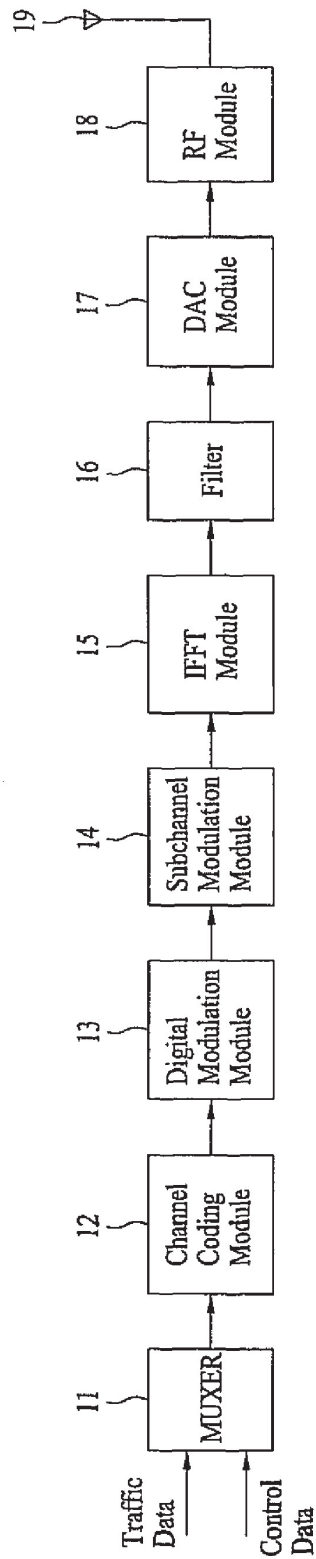 Traffic
Data
Control
Data
11
MUXER
12
Channel
Coding
Module
13
Digital
Modulation
Module
14
Subchannel
Modulation
Module
15
IFFT
Module
16
Filter
17
DAC
Module
18
RF
Module
19